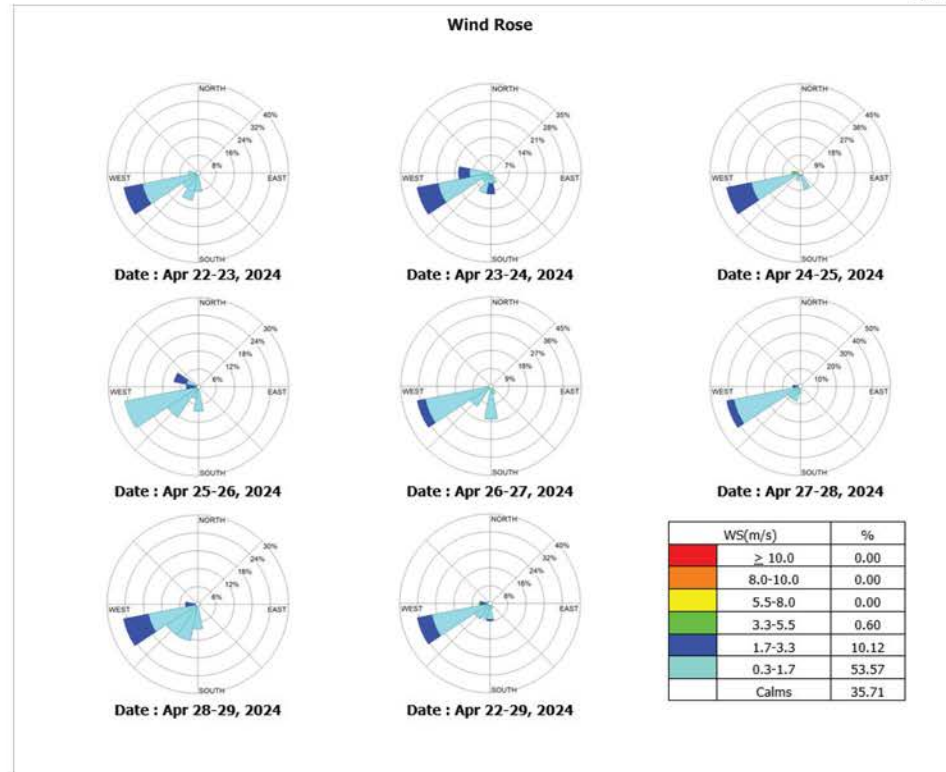 Wind Rose
NORTH
40%
32%
24%
16%
8%
WEST
EAST
SOUTH
Date : Apr 22-23, 2024
NORTH
35%
28%
21%
14%
7%
WEST
EAST
SOUTH
Date : Apr 23-24, 2024
NORTH
45%
36%
27%
18%
9%
WEST
EAST
SOUTH
Date : Apr 24-25, 2024
NORTH
30%
24%
18%
12%
6%
WEST
EAST
SOUTH
Date : Apr 25-26, 2024
NORTH
45%
36%
27%
18%
9%
WEST
EAST
SOUTH
Date : Apr 26-27, 2024
NORTH
50%
40%
30%
20%
10%
WEST
EAST
SOUTH
Date : Apr 27-28, 2024
NORTH
30%
24%
18%
12%
6%
WEST
EAST
SOUTH
Date : Apr 28-29, 2024
NORTH
40%
32%
24%
16%
8%
WEST
EAST
SOUTH
Date : Apr 22-29, 2024
WS(m/s) %
≥ 10.0 0.00
8.0-10.0 0.00
5.5-8.0 0.00
3.3-5.5 0.60
1.7-3.3 10.12
0.3-1.7 53.57
Calms 35.71